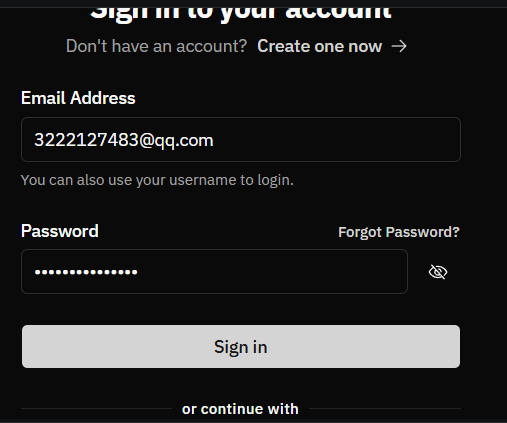 Sign in to your account
Don't have an account? Create one now →
Email Address
3222127483@qq.com
You can also use your username to login.
Password
Forgot Password?
•••••••••••••••
Sign in
or continue with